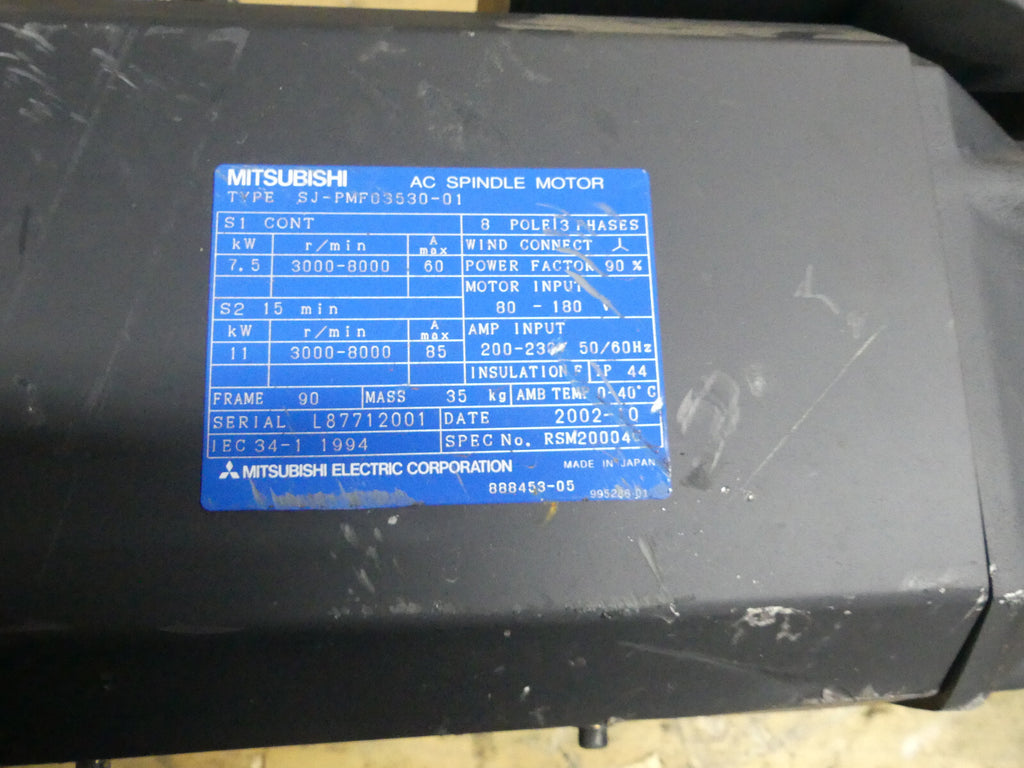 MITSUBISHI AC SPINDLE MOTOR
TYPE SJ-PMF03530-01
S1 CONT 8 POLE 3 PHASES
kW r/min A max WIND CONNECT
7.5 3000-8000 60 POWER FACTOR 90 %
MOTOR INPUT
S2 15 min 80 - 180 V
kW r/min A max AMP INPUT
11 3000-8000 85 50/60Hz
INSULATION F IP 44
FRAME 90 MASS 35 kg AMB TEMP 0-40°C
SERIAL L87712001 DATE
IEC 34-1 1994 SPEC No.
MITSUBISHI ELECTRIC CORPORATION MADE IN JAPAN
888453-05